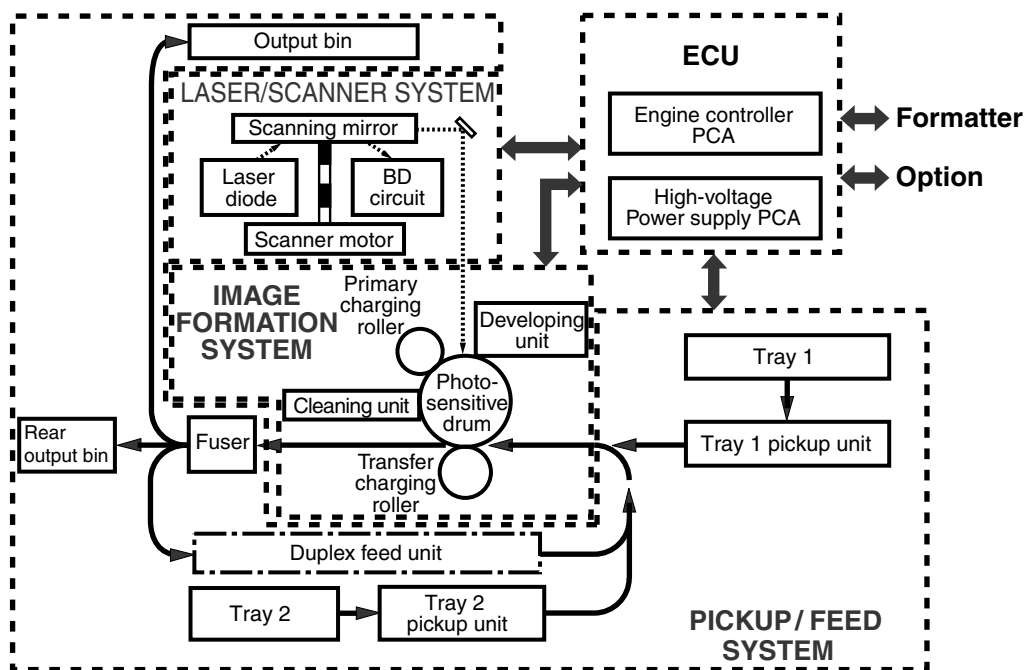 Output bin
LASER/SCANNER SYSTEM
Scanning mirror
Laser
diode
BD
circuit
Scanner motor
ECU
Engine controller
PCA
High-voltage
Power supply PCA
Formatter
Option
IMAGE
FORMATION
SYSTEM
Primary
charging
roller
Developing
unit
Photo-
sensitive
drum
Cleaning unit
Transfer
charging
roller
Tray 1
Tray 1 pickup unit
Rear
output bin
Fuser
Duplex feed unit
Tray 2
Tray 2
pickup unit
PICKUP / FEED
SYSTEM